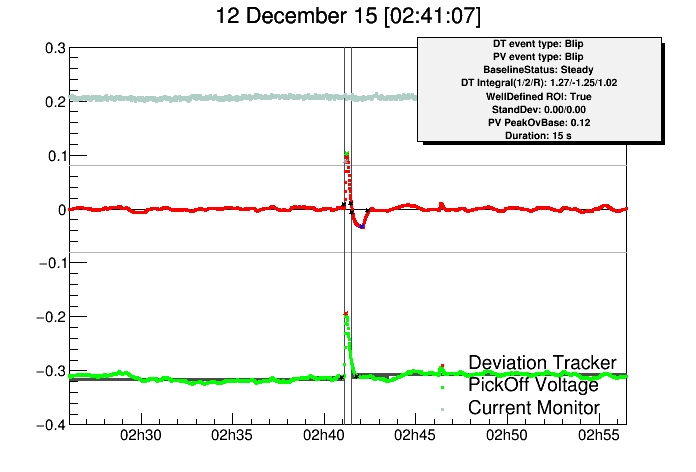 12 December 15 [02:41:07]
DT event type: Blip
PV event type: Blip
BaselineStatus: Steady
DT Integral(1/2/R): 1.27/-1.25/1.02
WellDefined ROI: True
StandDev: 0.00/0.00
PV PeakOvBase: 0.12
Duration: 15 s
0.3
0.2
0.1
0
−0.1
−0.2
−0.3
−0.4
Deviation Tracker
PickOff Voltage
Current Monitor
02h30
02h35
02h40
02h45
02h50
02h55